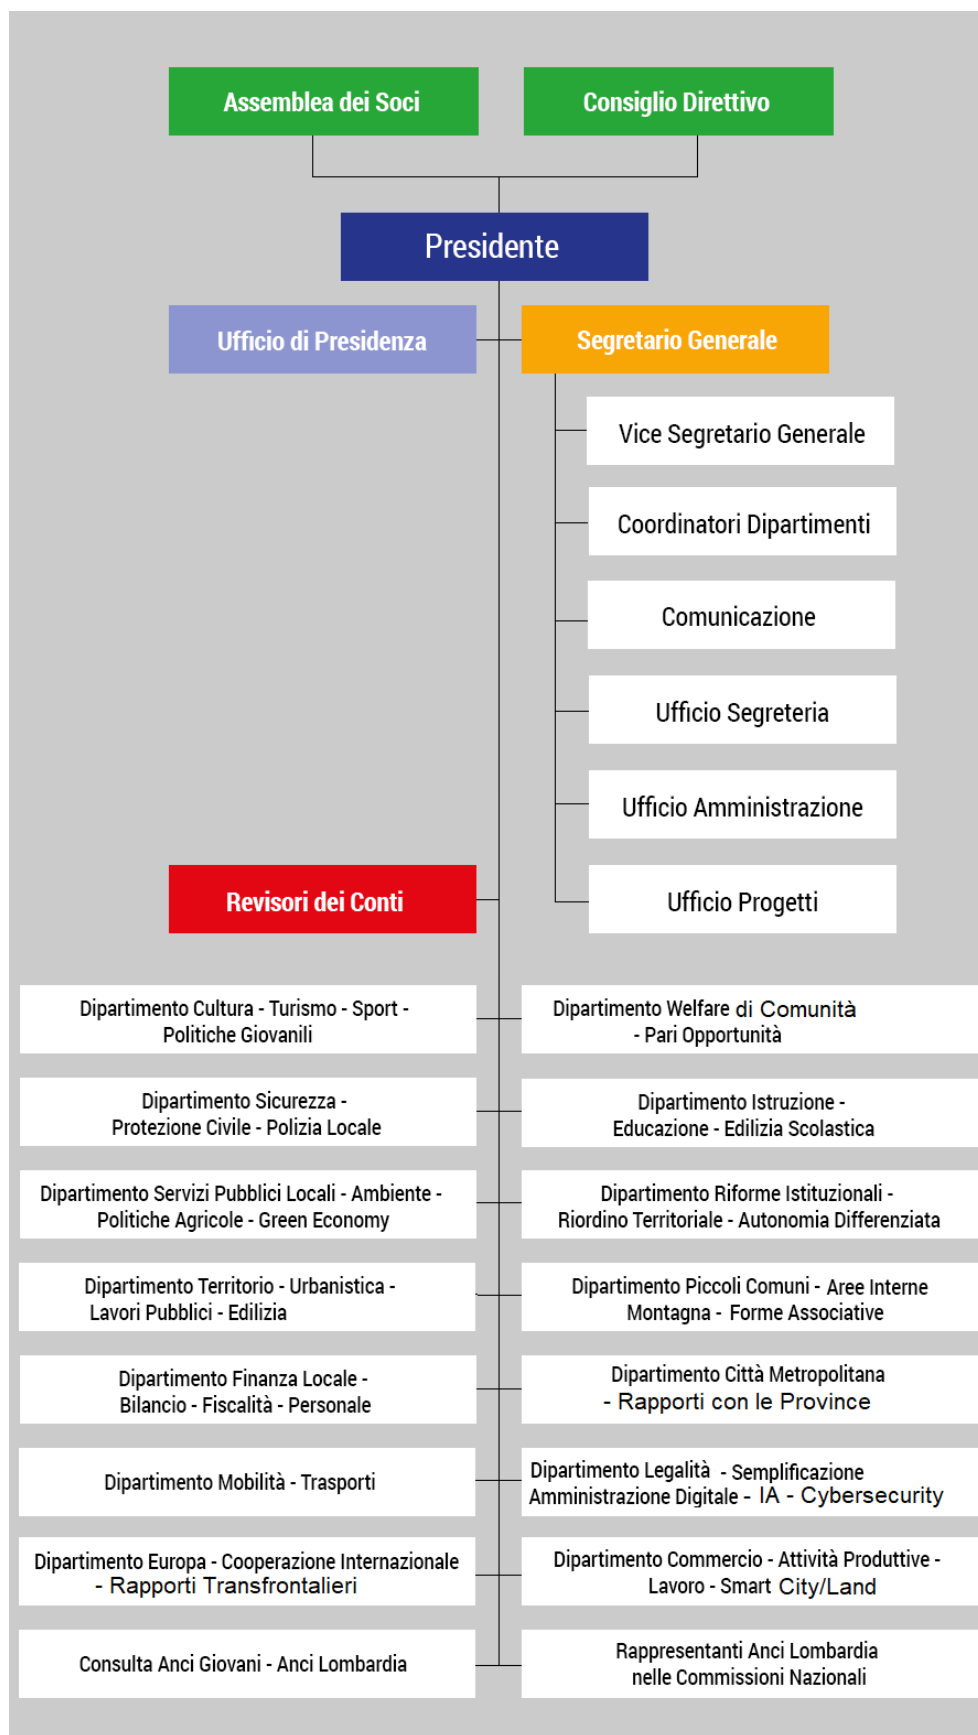 Assemblea dei Soci
Consiglio Direttivo
Presidente
Ufficio di Presidenza
Segretario Generale
Vice Segretario Generale
Coordinatori Dipartimenti
Comunicazione
Ufficio Segreteria
Ufficio Amministrazione
Revisori dei Conti
Ufficio Progetti
Dipartimento Cultura - Turismo - Sport -
Politiche Giovanili
Dipartimento Welfare di Comunità
- Pari Opportunità
Dipartimento Sicurezza -
Protezione Civile - Polizia Locale
Dipartimento Istruzione -
Educazione - Edilizia Scolastica
Dipartimento Servizi Pubblici Locali - Ambiente -
Politiche Agricole - Green Economy
Dipartimento Riforme Istituzionali -
Riordino Territoriale - Autonomia Differenziata
Dipartimento Territorio - Urbanistica -
Lavori Pubblici - Edilizia
Dipartimento Piccoli Comuni - Aree Interne
Montagna - Forme Associative
Dipartimento Finanza Locale -
Bilancio - Fiscalità - Personale
Dipartimento Città Metropolitana
- Rapporti con le Province
Dipartimento Mobilità - Trasporti
Dipartimento Legalità - Semplificazione
Amministrazione Digitale - IA - Cybersecurity
Dipartimento Europa - Cooperazione Internazionale
- Rapporti Transfrontalieri
Dipartimento Commercio - Attività Produttive -
Lavoro - Smart City/Land
Consulta Anci Giovani - Anci Lombardia
Rappresentanti Anci Lombardia
nelle Commissioni Nazionali